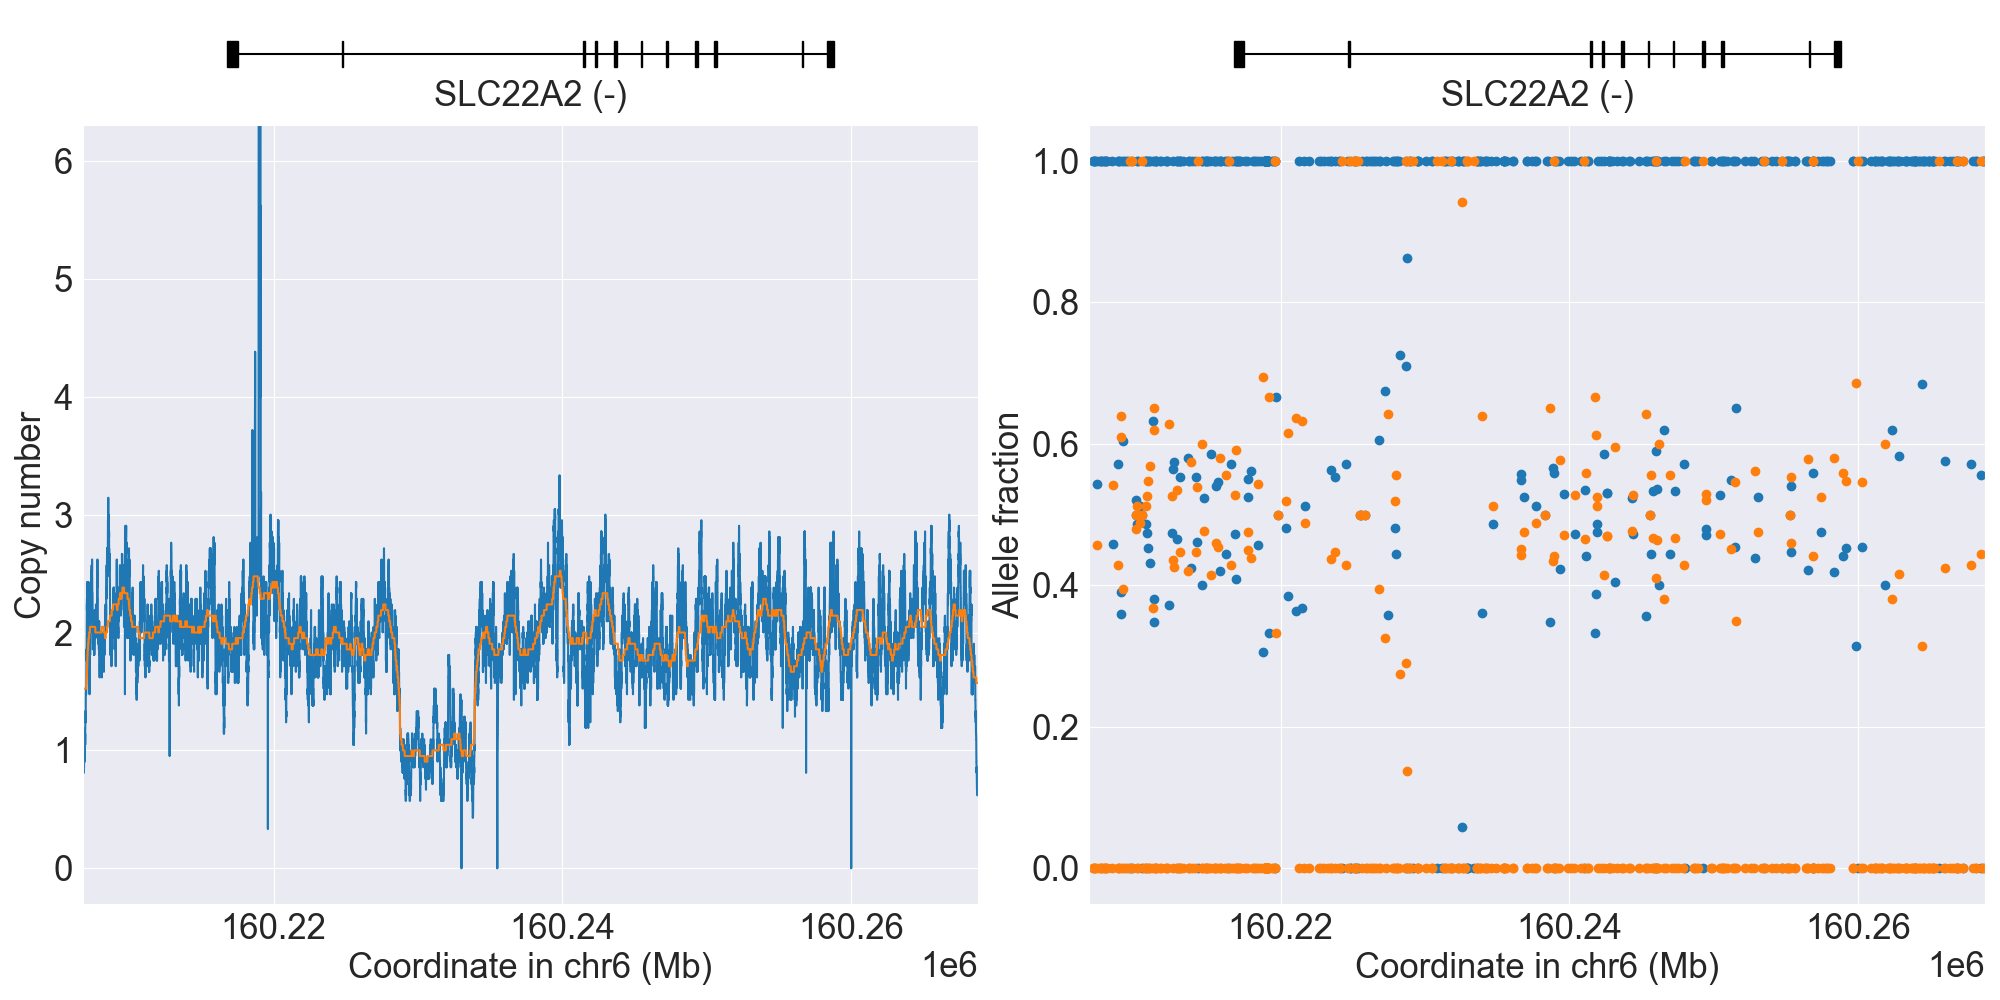 SLC22A2 (-)
Copy number
6
5
4
3
2
1
0
160.22 160.24 160.26
Coordinate in chr6 (Mb)
1e6
SLC22A2 (-)
Allele fraction
1.0
0.8
0.6
0.4
0.2
0.0
160.22 160.24 160.26
Coordinate in chr6 (Mb)
1e6